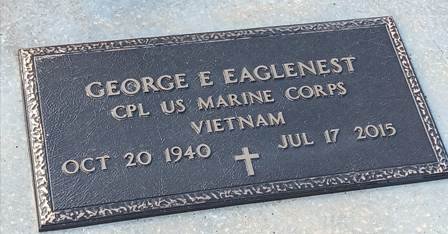 GEORGE E EAGLENEST
CPL US MARINE CORPS
VIETNAM
OCT 20 1940 JUL 17 2015